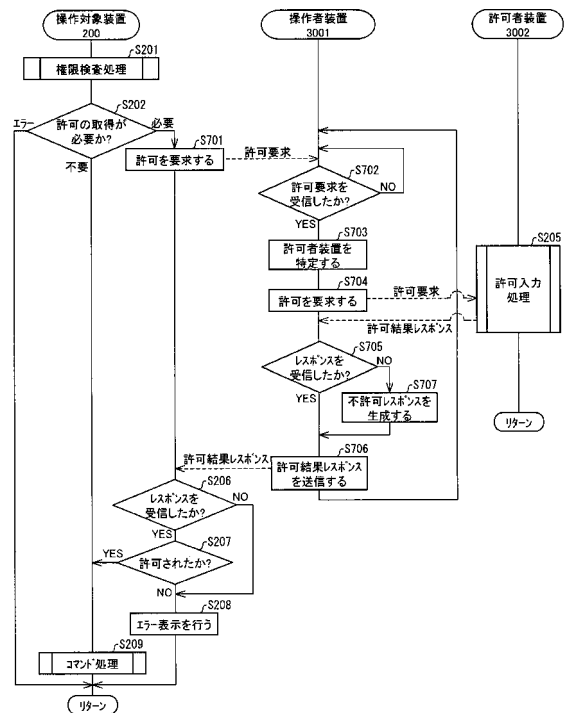 操作対象装置
200
S201
権限検査処理
S202
許可の取得が
必要か?
エラー
必要
不要
S701
許可を要求する
許可要求
操作者装置
3001
S702
許可要求を
受信したか?
NO
YES
S703
許可者装置を
特定する
S704
許可を要求する
許可要求
許可結果レスポンス
S705
レスポンスを
受信したか?
NO
YES
S707
不許可レスポンスを
生成する
S706
許可結果レスポンス
を送信する
許可結果レスポンス
許可者装置
3002
S205
許可入力
処理
リターン
S206
レスポンスを
受信したか?
NO
YES
S207
許可されたか?
YES
NO
S208
エラー表示を行う
S209
コマンド処理
リターン